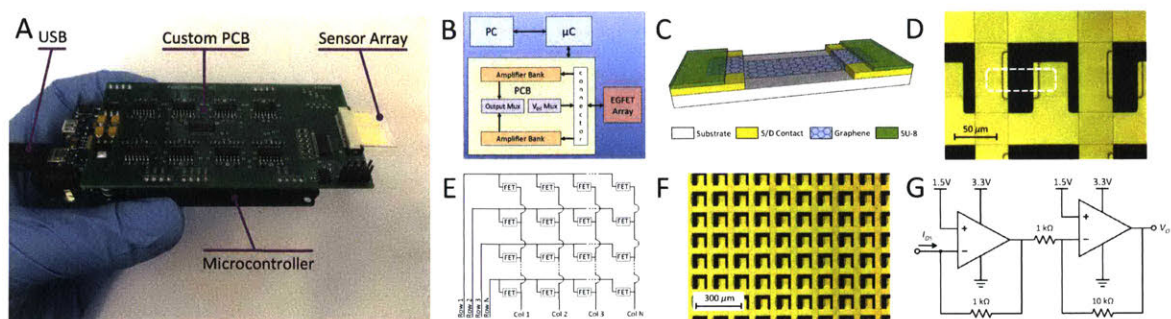 A
USB
Custom PCB
Sensor Array
Microcontroller
B
PC
µC
Amplifier Bank
PCB
Output Mux
Amplifier Bank
connector
EGFET
Array
C
Substrate
S/D Contact
Graphene
SU-8
D
50 µm
E
FET FET FET FET
FET FET FET FET
FET FET FET FET
FET FET FET FET
Row 1
Row 2
Row 3
Row N
Col 1 Col 2 Col 3 Col N
F
300 µm
G
1.5V 3.3V
1.5V 3.3V
1 kΩ
1 kΩ
10 kΩ